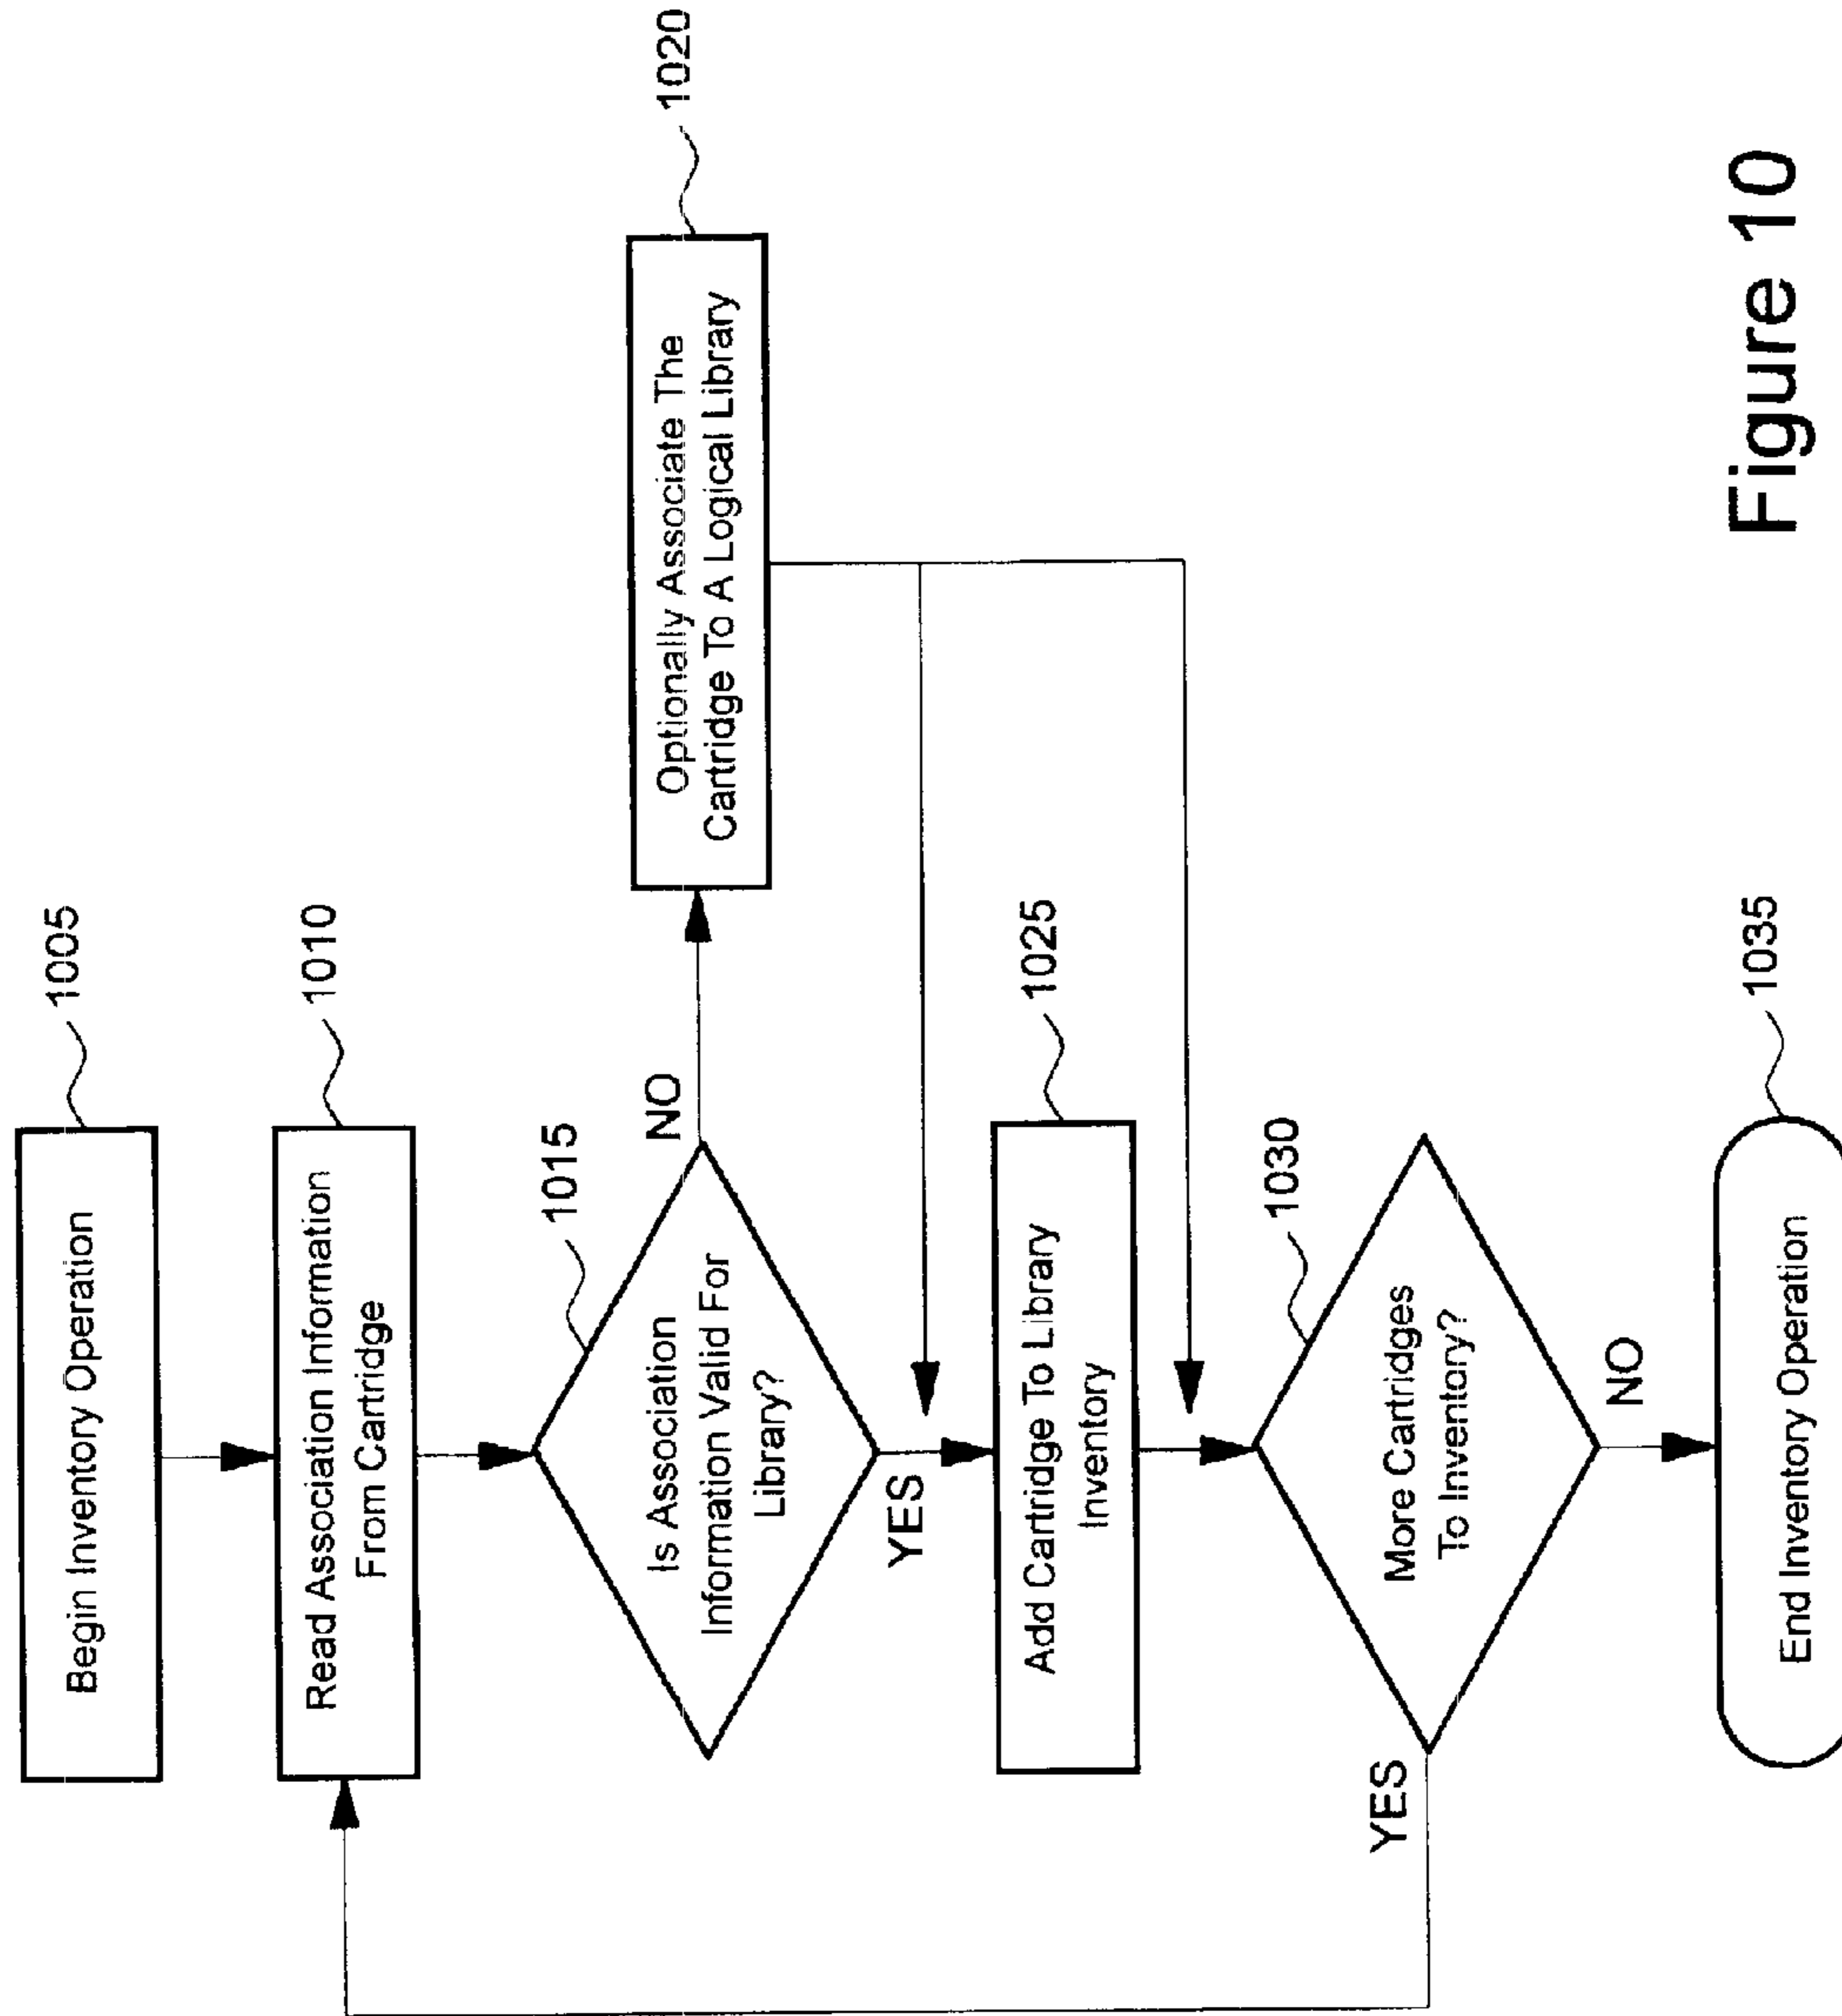 Begin Inventory Operation
1005
Read Association Information
From Cartridge
1010
Is Association
Information Valid For
Library?
1015
NO
Optionally Associate The
Cartridge To A Logical Library
1020
YES
Add Cartridge To Library
Inventory
1025
More Cartridges
To Inventory?
1030
YES
NO
End Inventory Operation
1035
Figure 10